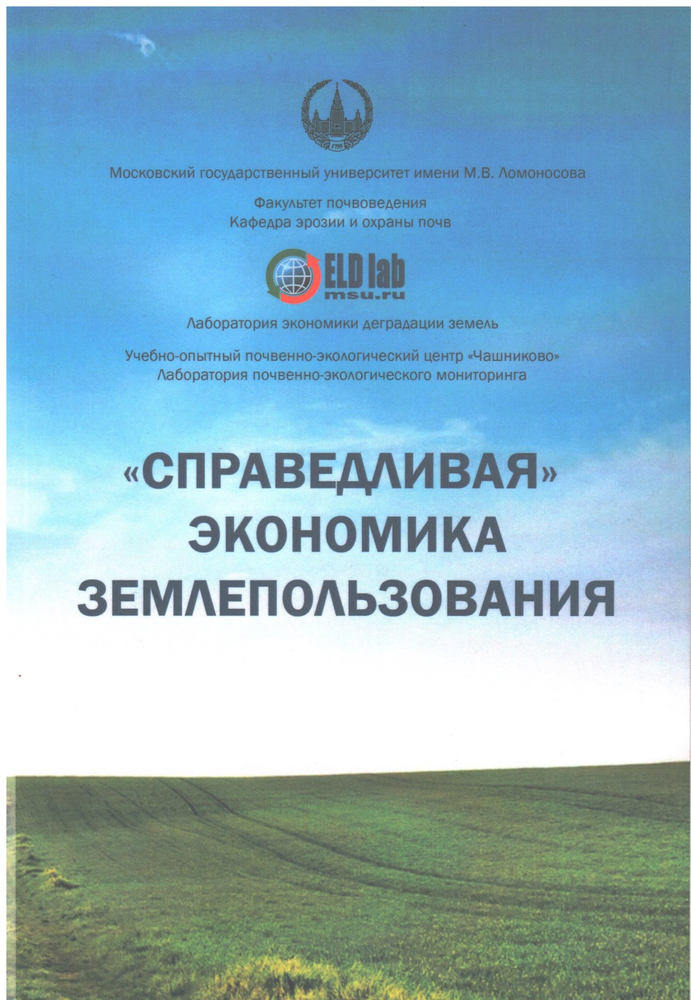 1755
Московский государственный университет имени М.В. Ломоносова
Факультет почвоведения
Кафедра эрозии и охраны почв
ELD lab
msu.ru
Лаборатория экономики деградации земель
Учебно-опытный почвенно-экологический центр «Чашниково»
Лаборатория почвенно-экологического мониторинга
«СПРАВЕДЛИВАЯ»
ЭКОНОМИКА
ЗЕМЛЕПОЛЬЗОВАНИЯ